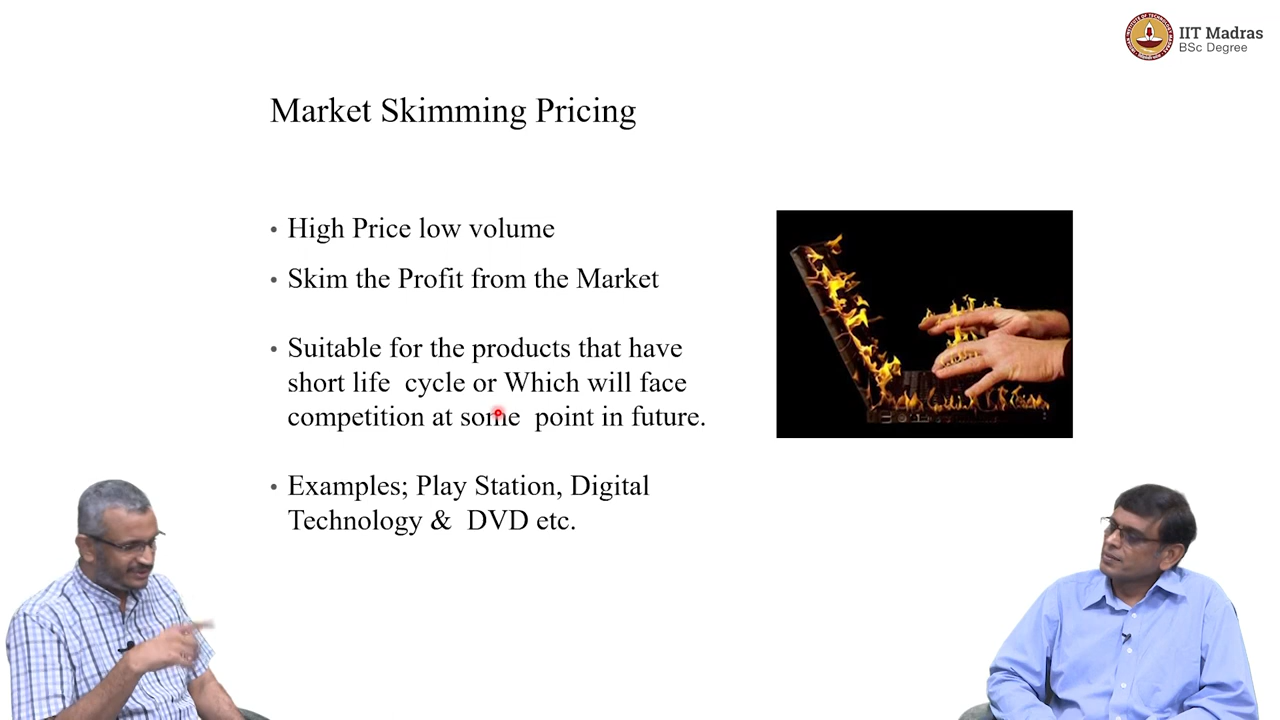 IIT Madras
BSc Degree
Market Skimming Pricing
• High Price low volume
• Skim the Profit from the Market
• Suitable for the products that have
short life cycle or Which will face
competition at some point in future.
• Examples; Play Station, Digital
Technology & DVD etc.